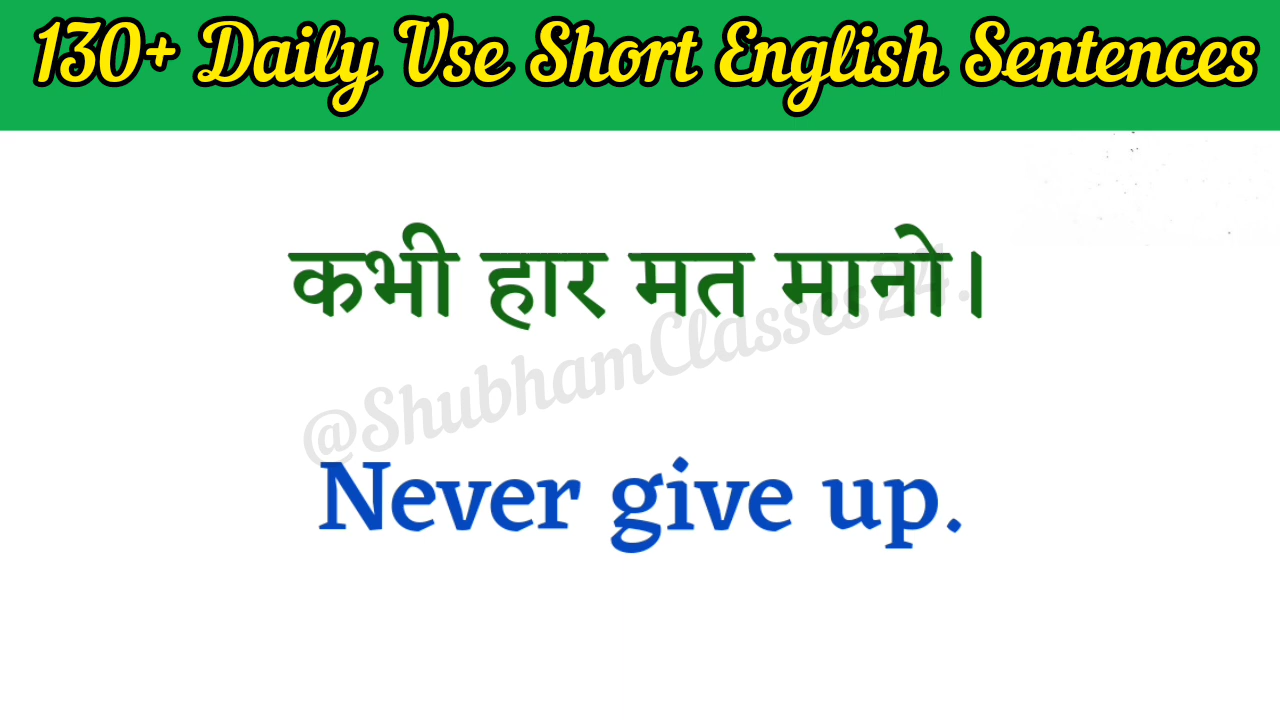 130+ Daily Use Short English Sentences
कभी हार मत मानो।
@ShubhamClasses24.
Never give up.